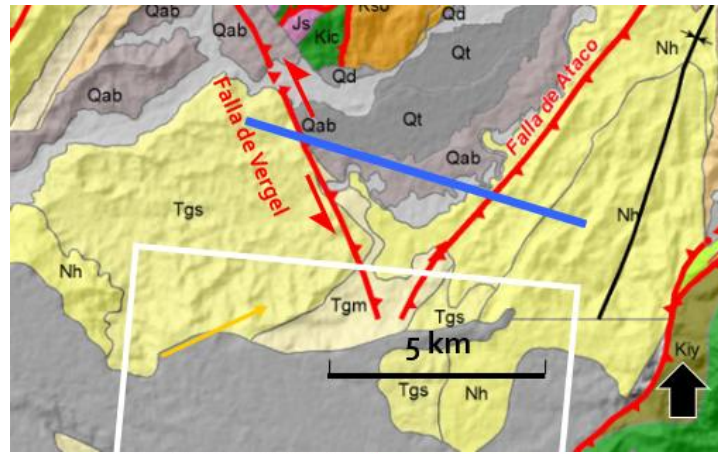 Js
Kic
Kso
Qd
Qab
Qab
Nh
Qt
Qd
Qab
Qt
Qab
Falla de Vergel
Falla de Ataco
Tgs
Nh
Nh
Tgm
Tgs
5 km
Kiy
Tgs
Nh